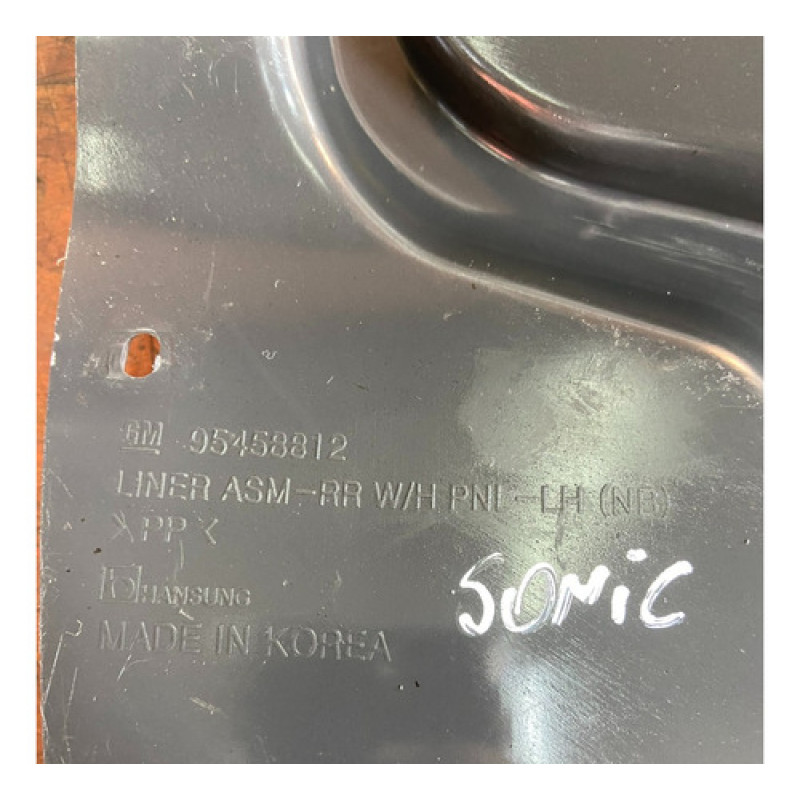 GM 95458812
LINER ASM-RR W/H PNL-LH (NB)
>PP<
HANSUNG
MADE IN KOREA
SONiC